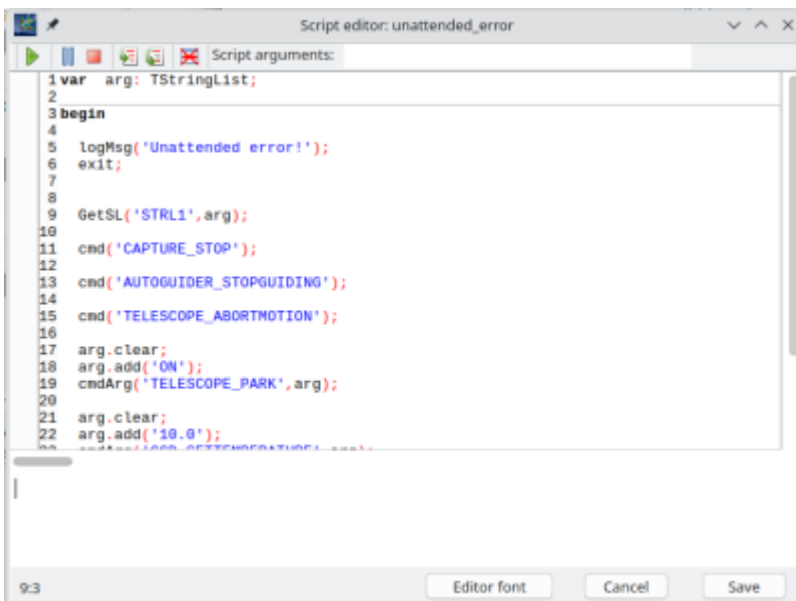 Script editor: unattended_error
Script arguments:
1 var  arg: TStringList;
2
3 begin
4
5   logMsg('Unattended error!');
6   exit;
7
8
9   GetSL('STRL1',arg);
10
11   cmd('CAPTURE_STOP');
12
13   cmd('AUTOGUIDER_STOPGUIDING');
14
15   cmd('TELESCOPE_ABORTMOTION');
16
17   arg.clear;
18   arg.add('ON');
19   cmdArg('TELESCOPE_PARK',arg);
20
21   arg.clear;
22   arg.add('10.0');
9:3
Editor font
Cancel
Save